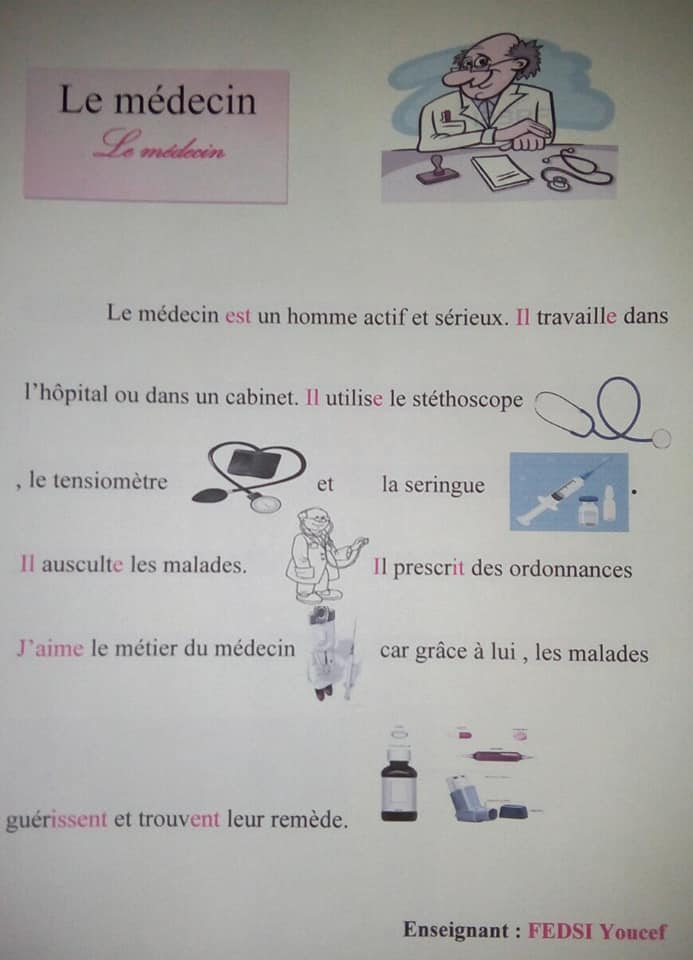 Le médecin
Le médecin
Le médecin est un homme actif et sérieux. Il travaille dans
l'hôpital ou dans un cabinet. Il utilise le stéthoscope
, le tensiomètre et la seringue .
Il ausculte les malades. Il prescrit des ordonnances
J'aime le métier du médecin car grâce à lui , les malades
guérissent et trouvent leur remède.
Enseignant : FEDSI Youcef